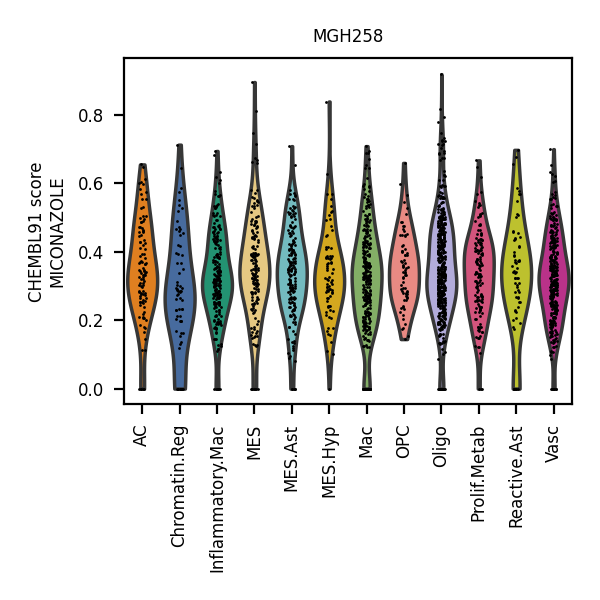 MGH258
CHEMBL91 score
MICONAZOLE
0.8
0.6
0.4
0.2
0.0
AC
Chromatin.Reg
Inflammatory.Mac
MES
MES.Ast
MES.Hyp
Mac
OPC
Oligo
Prolif.Metab
Reactive.Ast
Vasc